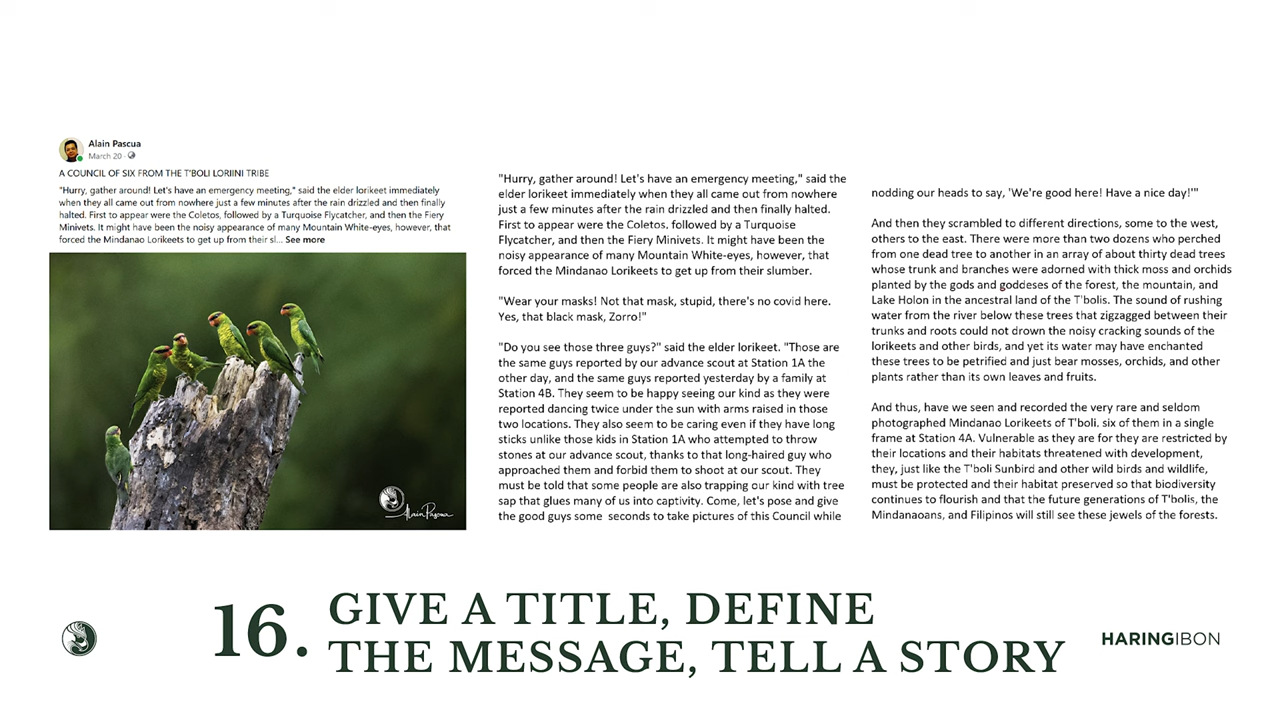 Alain Pascua
March 20
A COUNCIL OF SIX FROM THE T'BOLI LORIINI TRIBE
"Hurry, gather around! Let's have an emergency meeting," said the elder lorikeet immediately
when they all came out from nowhere just a few minutes after the rain drizzled and then finally
halted. First to appear were the Coletos, followed by a Turquoise Flycatcher, and then the Fiery
Minivets. It might have been the noisy appearance of many Mountain White-eyes, however, that
forced the Mindanao Lorikeets to get up from their sl... See more
Alain Pascua
"Hurry, gather around! Let's have an emergency meeting," said the
elder lorikeet immediately when they all came out from nowhere
just a few minutes after the rain drizzled and then finally halted.
First to appear were the Coletos, followed by a Turquoise
Flycatcher, and then the Fiery Minivets. It might have been the
noisy appearance of many Mountain White-eyes, however, that
forced the Mindanao Lorikeets to get up from their slumber.
"Wear your masks! Not that mask, stupid, there's no covid here.
Yes, that black mask, Zorro!"
"Do you see those three guys?" said the elder lorikeet. "Those are
the same guys reported by our advance scout at Station 1A the
other day, and the same guys reported yesterday by a family at
Station 4B. They seem to be happy seeing our kind as they were
reported dancing twice under the sun with arms raised in those
two locations. They also seem to be caring even if they have long
sticks unlike those kids in Station 1A who attempted to throw
stones at our advance scout, thanks to that long-haired guy who
approached them and forbid them to shoot at our scout. They
must be told that some people are also trapping our kind with tree
sap that glues many of us into captivity. Come, let's pose and give
the good guys some seconds to take pictures of this Council while
nodding our heads to say, 'We're good here! Have a nice day!'"
And then they scrambled to different directions, some to the west,
others to the east. There were more than two dozens who perched
from one dead tree to another in an array of about thirty dead trees
whose trunk and branches were adorned with thick moss and orchids
planted by the gods and goddeses of the forest, the mountain, and
Lake Holon in the ancestral land of the T'bolis. The sound of rushing
water from the river below these trees that zigzagged between their
trunks and roots could not drown the noisy cracking sounds of the
lorikeets and other birds, and yet its water may have enchanted
these trees to be petrified and just bear mosses, orchids, and other
plants rather than its own leaves and fruits.
And thus, have we seen and recorded the very rare and seldom
photographed Mindanao Lorikeets of T'boli. six of them in a single
frame at Station 4A. Vulnerable as they are for they are restricted by
their locations and their habitats threatened with development,
they, just like the T'boli Sunbird and other wild birds and wildlife,
must be protected and their habitat preserved so that biodiversity
continues to flourish and that the future generations of T'bolis, the
Mindanaoans, and Filipinos will still see these jewels of the forests.
16. GIVE A TITLE, DEFINE
THE MESSAGE, TELL A STORY
HARINGIBON